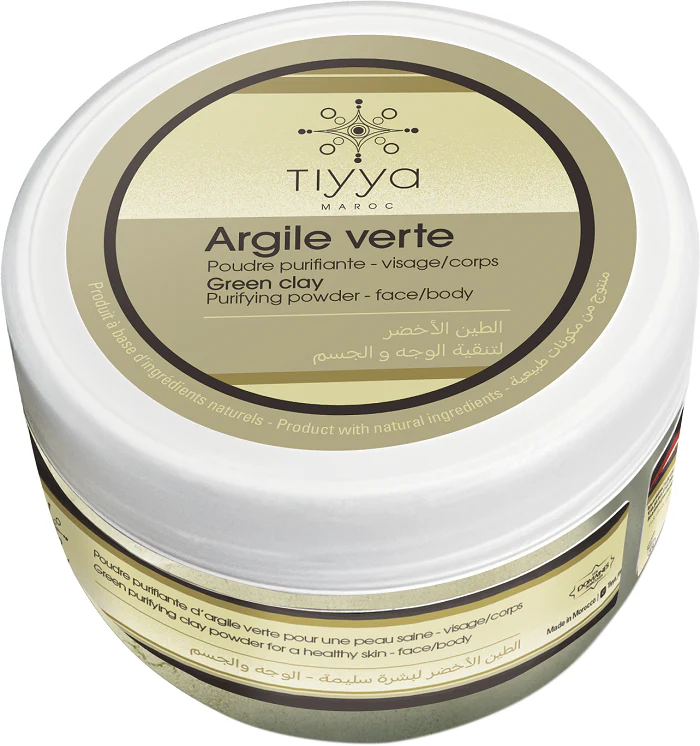 TIYYA
MAROC
Argile verte
Poudre purifiante - visage/corps
Green clay
Purifying powder - face/body
الطين الأخضر
لتنقية الوجه و الجسم
Produit à base d'ingrédients naturels - Product with natural ingredients - منتوج من مكونات طبيعية
Poudre purifiante d'argile verte pour une peau saine - visage/corps
Green purifying clay powder for a healthy skin - face/body
الطين الأخضر لبشرة سليمة - الوجه والجسم
Made in Morocco